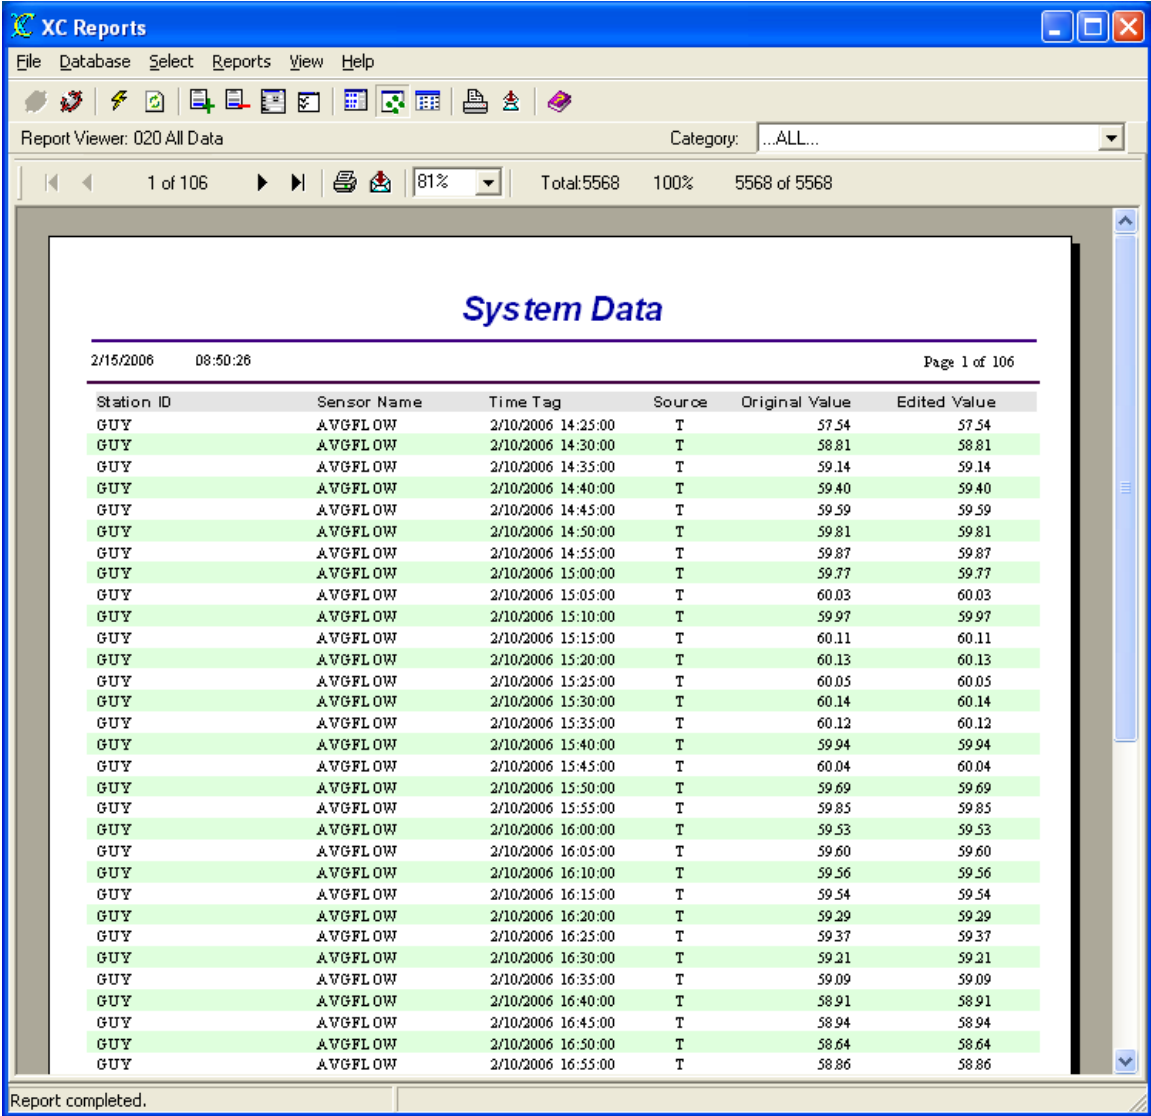 XC Reports
File Database Select Reports View Help
Report Viewer: 020 All Data Category: ...ALL...
1 of 106 81% Total:5568 100% 5568 of 5568
System Data
2/15/2006 08:50:26 Page 1 of 106
Station ID Sensor Name Time Tag Source Original Value Edited Value
GUY AVGFLOW 2/10/2006 14:25:00 T 57.54 57.54
GUY AVGFLOW 2/10/2006 14:30:00 T 58.81 58.81
GUY AVGFLOW 2/10/2006 14:35:00 T 59.14 59.14
GUY AVGFLOW 2/10/2006 14:40:00 T 59.40 59.40
GUY AVGFLOW 2/10/2006 14:45:00 T 59.59 59.59
GUY AVGFLOW 2/10/2006 14:50:00 T 59.81 59.81
GUY AVGFLOW 2/10/2006 14:55:00 T 59.87 59.87
GUY AVGFLOW 2/10/2006 15:00:00 T 59.77 59.77
GUY AVGFLOW 2/10/2006 15:05:00 T 60.03 60.03
GUY AVGFLOW 2/10/2006 15:10:00 T 59.97 59.97
GUY AVGFLOW 2/10/2006 15:15:00 T 60.11 60.11
GUY AVGFLOW 2/10/2006 15:20:00 T 60.13 60.13
GUY AVGFLOW 2/10/2006 15:25:00 T 60.05 60.05
GUY AVGFLOW 2/10/2006 15:30:00 T 60.14 60.14
GUY AVGFLOW 2/10/2006 15:35:00 T 60.12 60.12
GUY AVGFLOW 2/10/2006 15:40:00 T 59.94 59.94
GUY AVGFLOW 2/10/2006 15:45:00 T 60.04 60.04
GUY AVGFLOW 2/10/2006 15:50:00 T 59.69 59.69
GUY AVGFLOW 2/10/2006 15:55:00 T 59.85 59.85
GUY AVGFLOW 2/10/2006 16:00:00 T 59.53 59.53
GUY AVGFLOW 2/10/2006 16:05:00 T 59.60 59.60
GUY AVGFLOW 2/10/2006 16:10:00 T 59.56 59.56
GUY AVGFLOW 2/10/2006 16:15:00 T 59.54 59.54
GUY AVGFLOW 2/10/2006 16:20:00 T 59.29 59.29
GUY AVGFLOW 2/10/2006 16:25:00 T 59.37 59.37
GUY AVGFLOW 2/10/2006 16:30:00 T 59.21 59.21
GUY AVGFLOW 2/10/2006 16:35:00 T 59.09 59.09
GUY AVGFLOW 2/10/2006 16:40:00 T 58.91 58.91
GUY AVGFLOW 2/10/2006 16:45:00 T 58.94 58.94
GUY AVGFLOW 2/10/2006 16:50:00 T 58.64 58.64
GUY AVGFLOW 2/10/2006 16:55:00 T 58.86 58.86
Report completed.